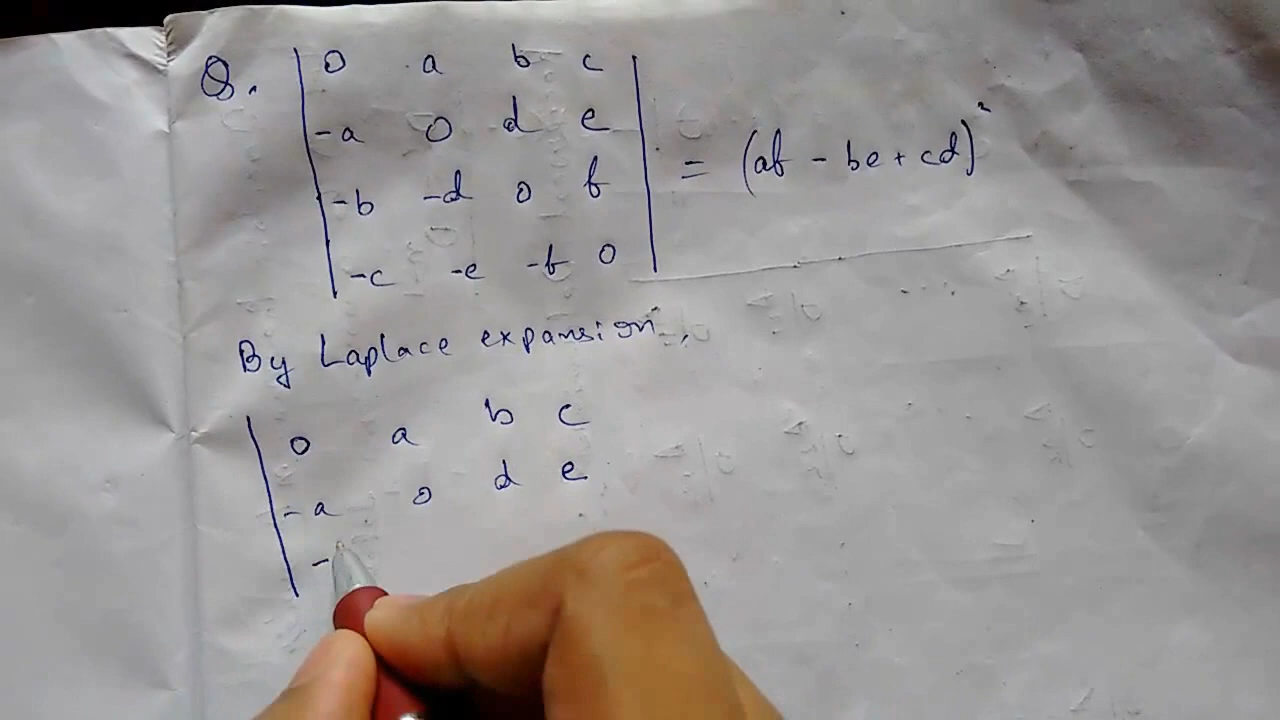 Q. | 0 a b c |
| -a 0 d e |
| -b -d 0 f | = (af - be + cd)²
| -c -e -f 0 |
By Laplace expansion,
| 0 a b c
| -a 0 d e
| -